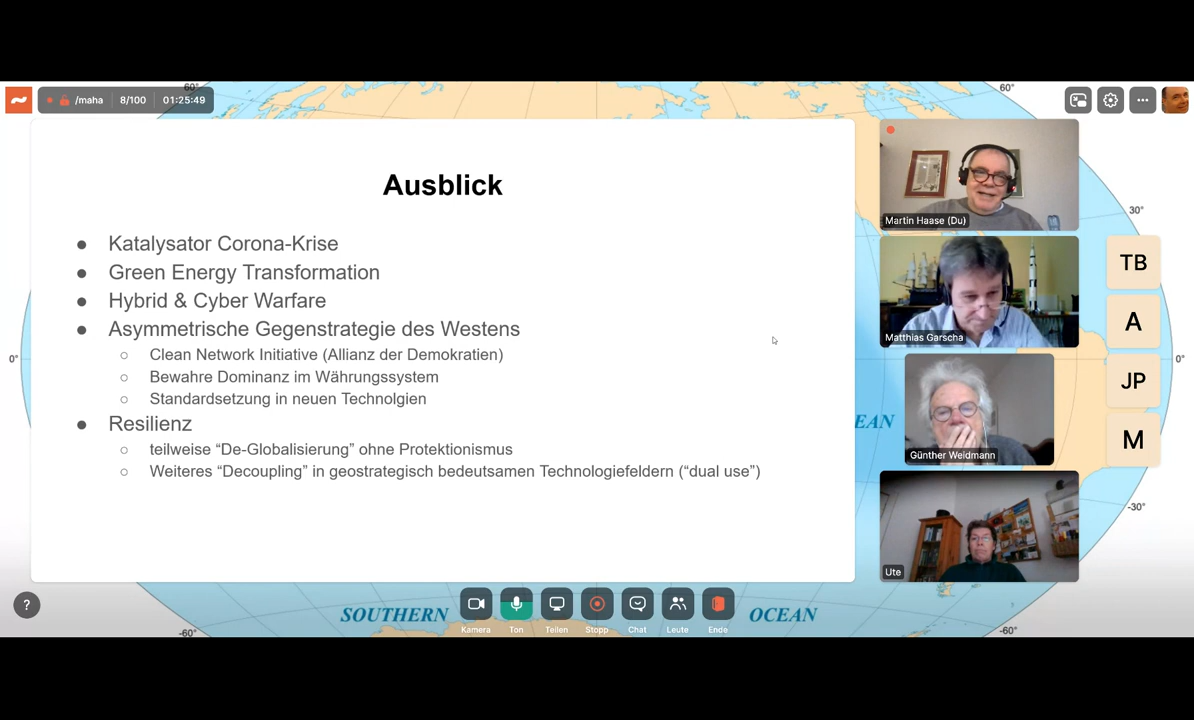 60°
60°
/maha 8/100 01:25:49
Ausblick
Katalysator Corona-Krise
Green Energy Transformation
Hybrid & Cyber Warfare
Asymmetrische Gegenstrategie des Westens
Clean Network Initiative (Allianz der Demokratien)
Bewahre Dominanz im Währungssystem
Standardsetzung in neuen Technolgien
Resilienz
teilweise “De-Globalisierung” ohne Protektionismus
Weiteres “Decoupling” in geostrategisch bedeutsamen Technologiefeldern (“dual use”)
Martin Haase (Du)
Matthias Garscha
Günther Weidmann
Ute
TB
A
JP
M
30°
0°
0°
EAN
-30°
-60°
-60°
SOUTHERN OCEAN
?
Kamera Ton Teilen Stopp Chat Leute Ende